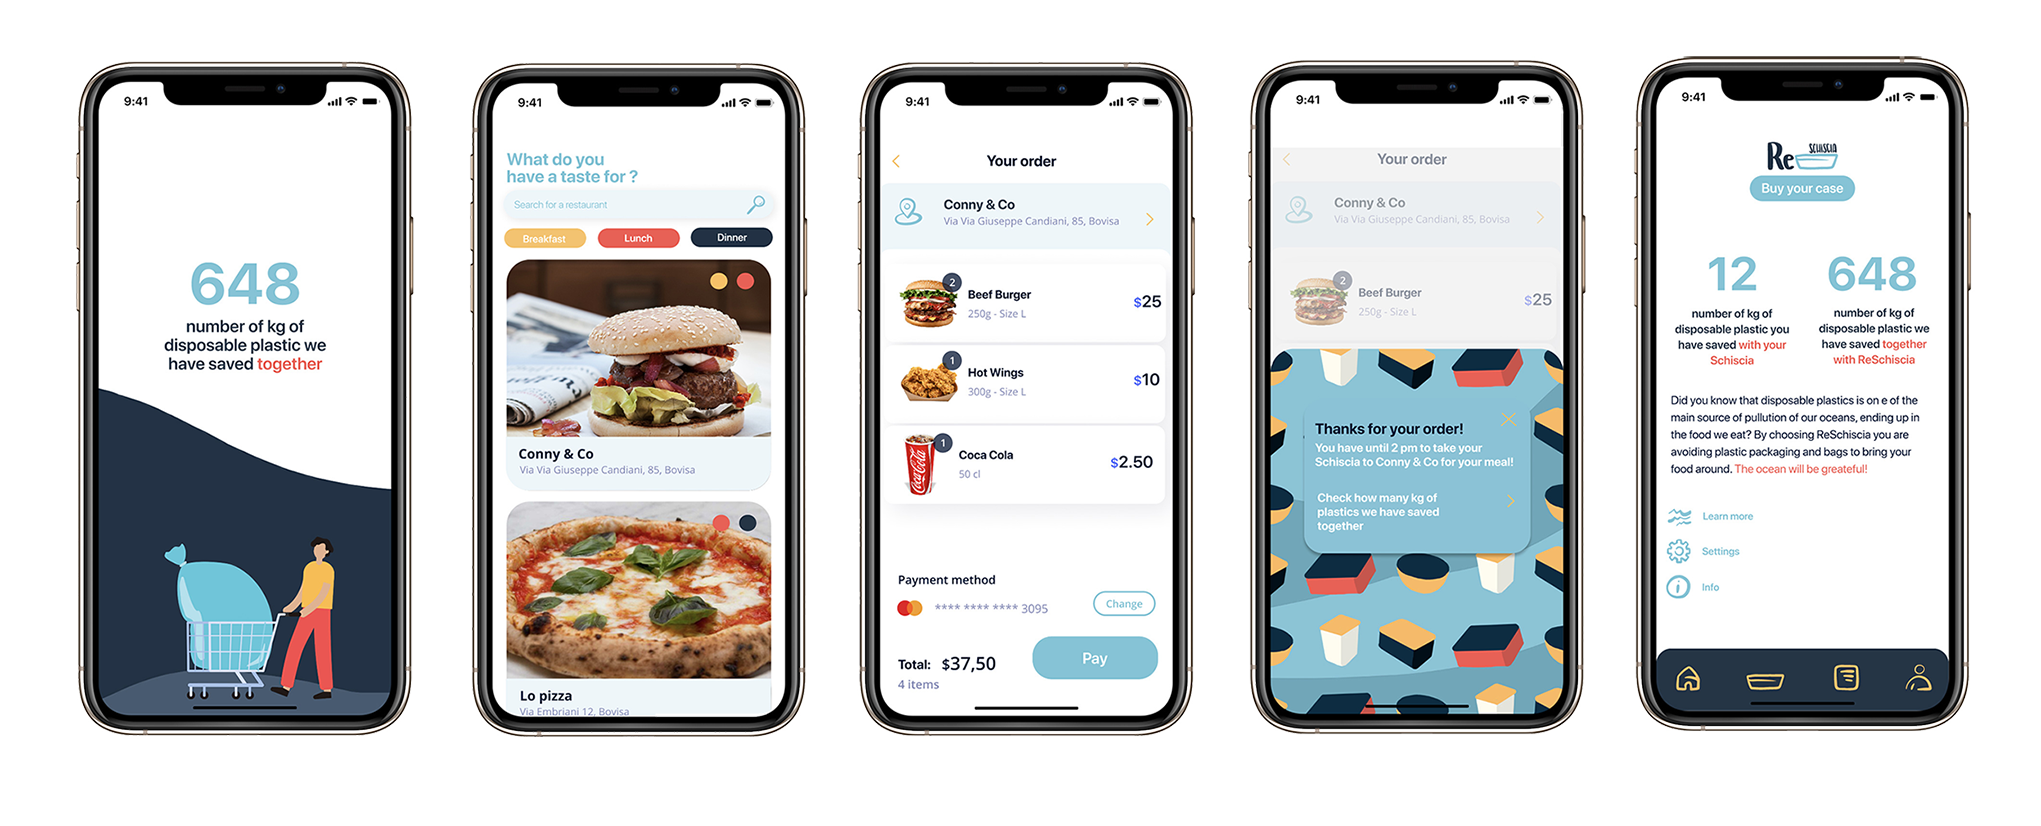 9:41
648
number of kg of
disposable plastic we
have saved together
9:41
What do you
have a taste for ?
Search for a restaurant
Breakfast
Lunch
Dinner
Conny & Co
Via Via Giuseppe Candiani, 85, Bovisa
Lo pizza
Via Embriani 12, Bovisa
9:41
Your order
Conny & Co
Via Via Giuseppe Candiani, 85, Bovisa
2
Beef Burger
$25
250g - Size L
1
Hot Wings
$10
300g - Size L
1
Coca Cola
$2.50
50 cl
Coca-Cola
Payment method
**** **** **** 3095
Change
Total: $37,50
4 items
Pay
9:41
Your order
Conny & Co
Via Via Giuseppe Candiani, 85, Bovisa
2
Beef Burger
$25
250g - Size L
Thanks for your order!
You have until 2 pm to take your
Schiscia to Conny & Co for your meal!
Check how many kg of
plastics we have saved
together
9:41
Re SCHISCIA
Buy your case
12
number of kg of
disposable plastic you
have saved with your
Schiscia
648
number of kg of
disposable plastic we
have saved together
with ReSchiscia
Did you know that disposable plastics is on e of the
main source of pullution of our oceans, ending up in
the food we eat? By choosing ReSchiscia you are
avoiding plastic packaging and bags to bring your
food around. The ocean will be greateful!
Learn more
Settings
Info